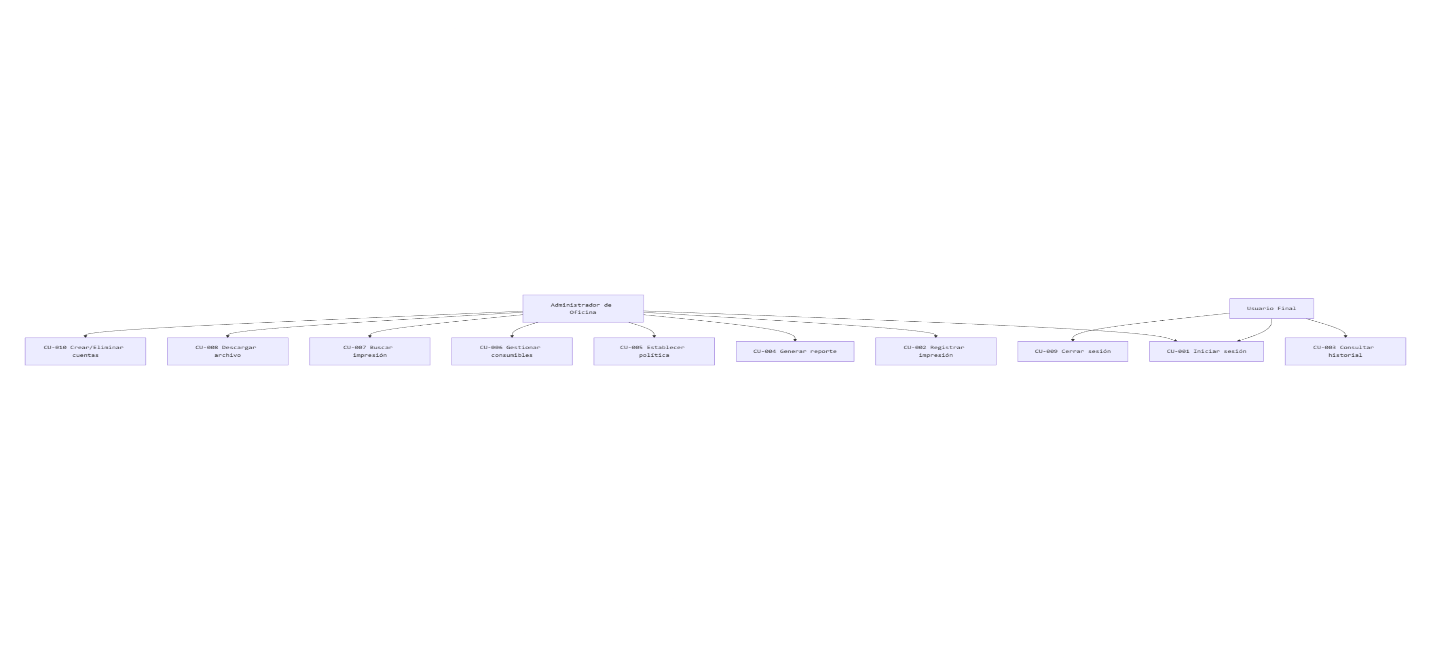 Administrador de
Oficina
Usuario Final
CU-010 Crear/Eliminar
cuentas
CU-008 Descargar
archivo
CU-007 Buscar
impresión
CU-006 Gestionar
consumibles
CU-005 Establecer
política
CU-004 Generar reporte
CU-002 Registrar
impresión
CU-009 Cerrar sesión
CU-001 Iniciar sesión
CU-003 Consultar
historial